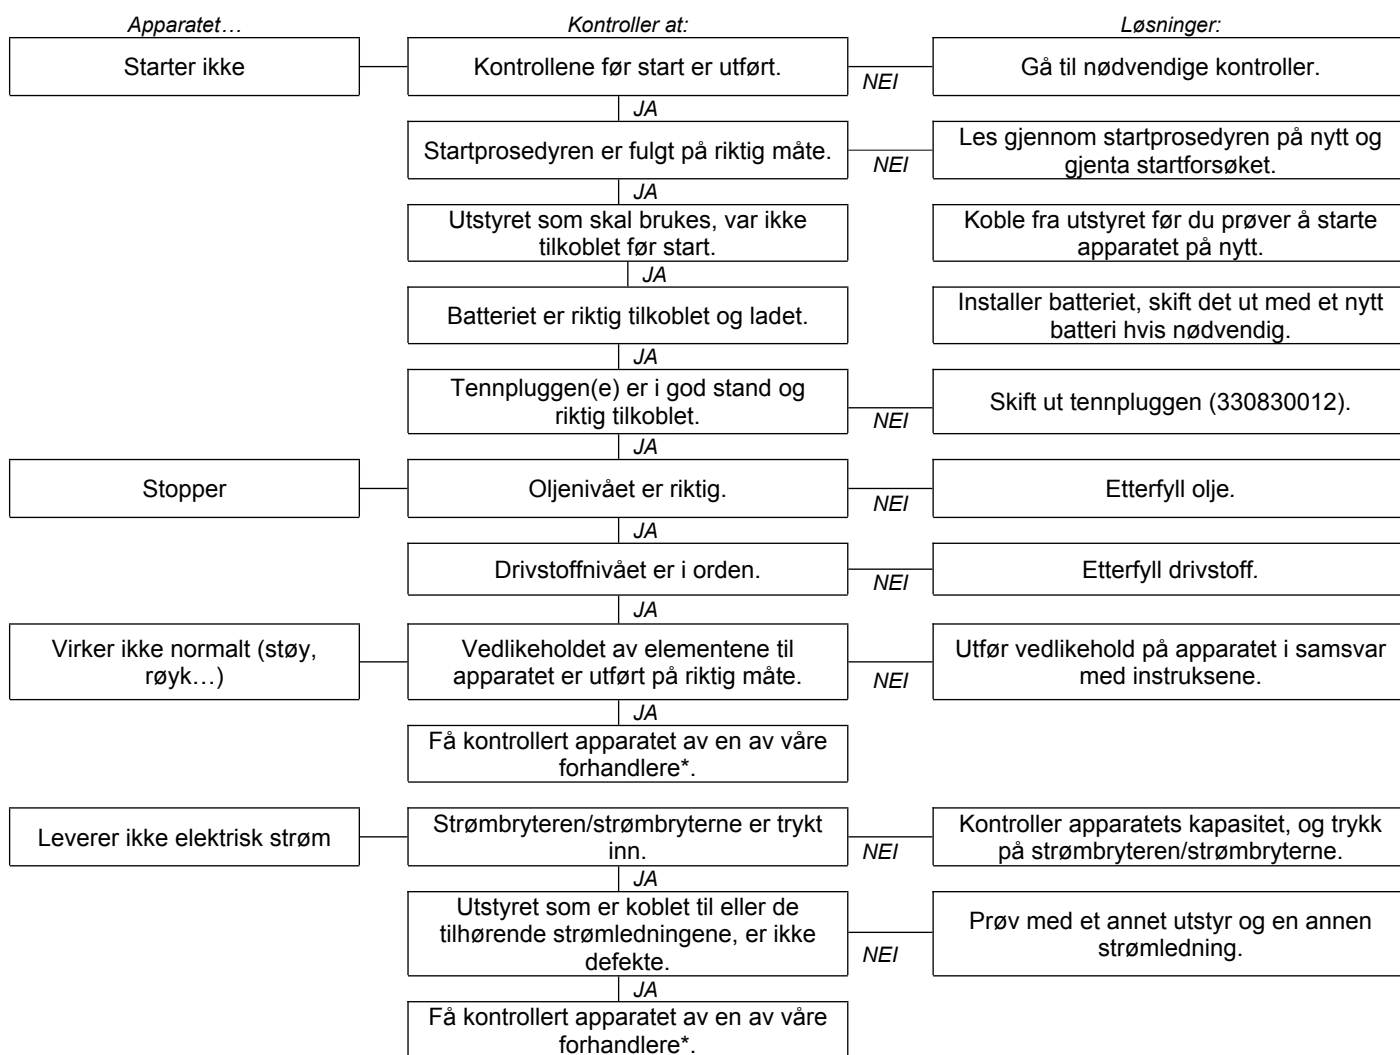 Apparatet…
Kontroller at:
Løsninger:
Starter ikke
Kontrollene før start er utført.
NEI
Gå til nødvendige kontroller.
JA
Startprosedyren er fulgt på riktig måte.
NEI
Les gjennom startprosedyren på nytt og
gjenta startforsøket.
JA
Utstyret som skal brukes, var ikke
tilkoblet før start.
Koble fra utstyret før du prøver å starte
apparatet på nytt.
JA
Batteriet er riktig tilkoblet og ladet.
Installer batteriet, skift det ut med et nytt
batteri hvis nødvendig.
JA
Tennpluggen(e) er i god stand og
riktig tilkoblet.
NEI
Skift ut tennpluggen (330830012).
JA
Stopper
Oljenivået er riktig.
NEI
Etterfyll olje.
JA
Drivstoffnivået er i orden.
NEI
Etterfyll drivstoff.
JA
Virker ikke normalt (støy,
røyk…)
Vedlikeholdet av elementene til
apparatet er utført på riktig måte.
NEI
Utfør vedlikehold på apparatet i samsvar
med instruksene.
JA
Få kontrollert apparatet av en av våre
forhandlere*.
Leverer ikke elektrisk strøm
Strømbryteren/strømbryterne er trykt
inn.
NEI
Kontroller apparatets kapasitet, og trykk
på strømbryteren/strømbryterne.
JA
Utstyret som er koblet til eller de
tilhørende strømledningene, er ikke
defekte.
NEI
Prøv med et annet utstyr og en annen
strømledning.
JA
Få kontrollert apparatet av en av våre
forhandlere*.